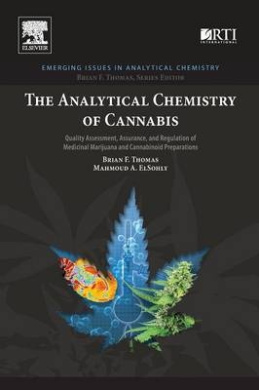 ELSEVIER
RTI
INTERNATIONAL
EMERGING ISSUES IN ANALYTICAL CHEMISTRY
BRIAN F. THOMAS, SERIES EDITOR
THE ANALYTICAL CHEMISTRY
OF CANNABIS
Quality Assessment, Assurance, and Regulation of
Medicinal Marijuana and Cannabinoid Preparations
BRIAN F. THOMAS
MAHMOUD A. ELSOHLY